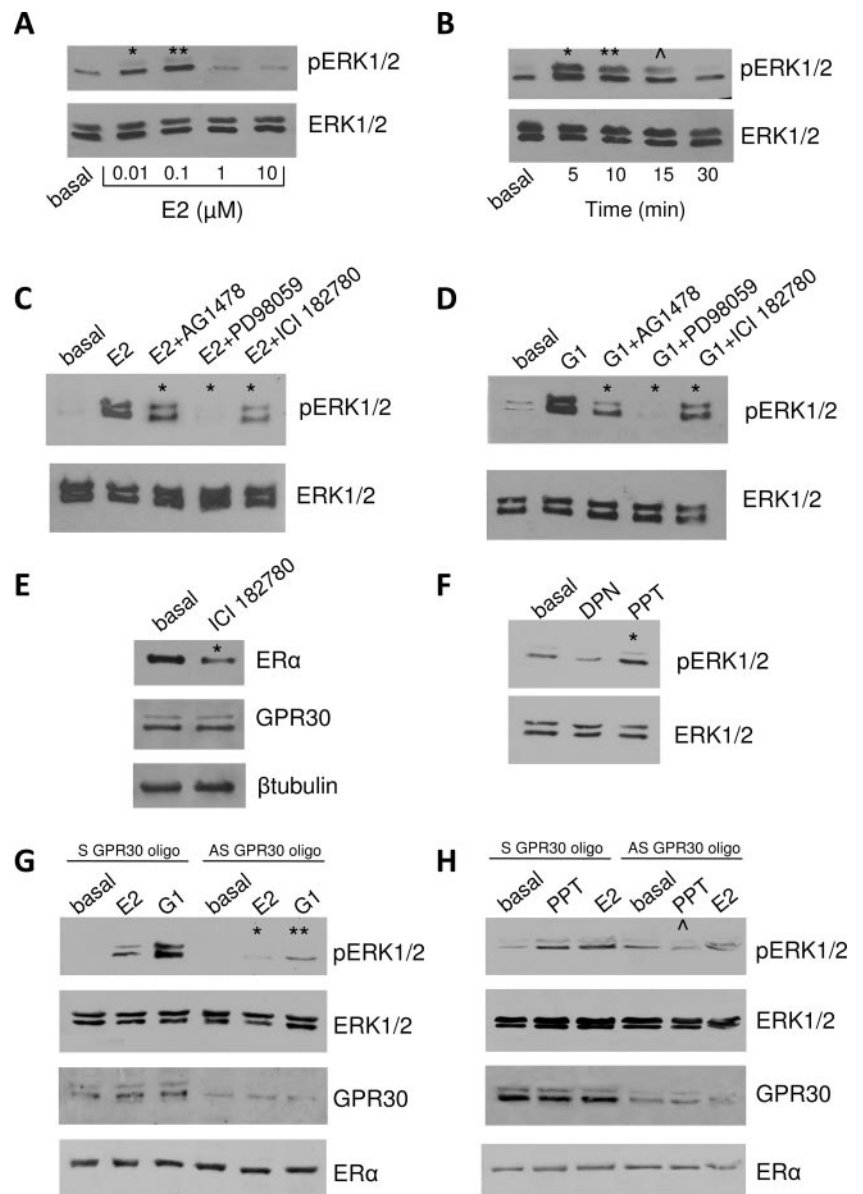 A
* **
pERK1/2
ERK1/2
basal 0.01 0.1 1 10
E2 (µM)
B
* ** ^
pERK1/2
ERK1/2
basal 5 10 15 30
Time (min)
C
basal E2 E2+AG1478 E2+PD98059 E2+ICI 182780
* * *
pERK1/2
ERK1/2
D
basal G1 G1+AG1478 G1+PD98059 G1+ICI 182780
* * *
pERK1/2
ERK1/2
E
basal ICI 182780
*
ERα
GPR30
βtubulin
F
basal DPN PPT
*
pERK1/2
ERK1/2
G
S GPR30 oligo AS GPR30 oligo
basal E2 G1 basal E2 G1
* **
pERK1/2
ERK1/2
GPR30
ERα
H
S GPR30 oligo AS GPR30 oligo
basal PPT E2 basal PPT E2
^
pERK1/2
ERK1/2
GPR30
ERα